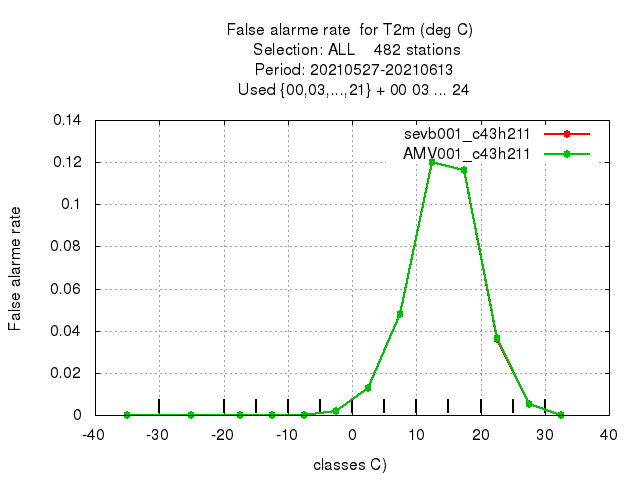 False alarme rate for T2m (deg C)
Selection: ALL 482 stations
Period: 20210527-20210613
Used {00,03,...,21} + 00 03 ... 24
sevb001_c43h211
AMV001_c43h211
False alarme rate
0.14
0.12
0.1
0.08
0.06
0.04
0.02
0
-40 -30 -20 -10 0 10 20 30 40
classes C)